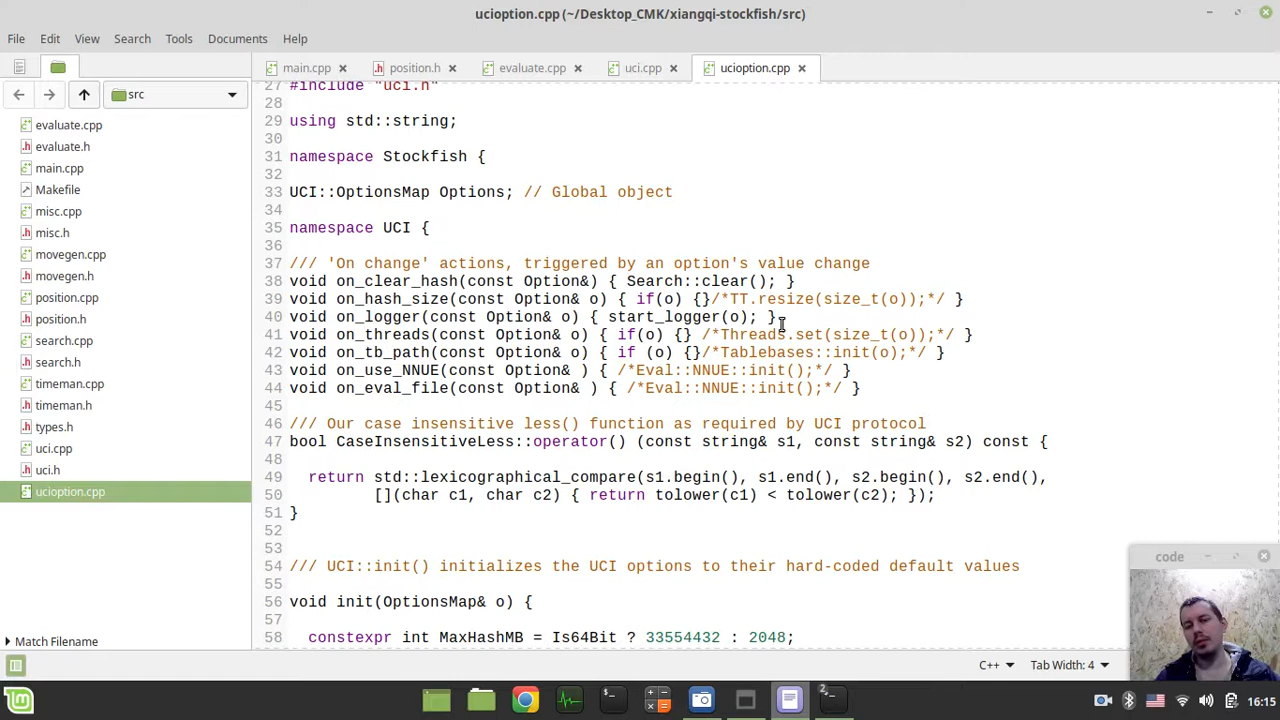 ucioption.cpp (~/Desktop_CMK/xiangqi-stockfish/src)
File Edit View Search Tools Documents Help
main.cpp position.h evaluate.cpp uci.cpp ucioption.cpp
src
evaluate.cpp
evaluate.h
main.cpp
Makefile
misc.cpp
misc.h
movegen.cpp
movegen.h
position.cpp
position.h
search.cpp
search.h
timeman.cpp
timeman.h
types.h
uci.cpp
uci.h
ucioption.cpp
Match Filename
27 #include "uci.h"
28
29 using std::string;
30
31 namespace Stockfish {
32
33 UCI::OptionsMap Options; // Global object
34
35 namespace UCI {
36
37 /// 'On change' actions, triggered by an option's value change
38 void on_clear_hash(const Option&) { Search::clear(); }
39 void on_hash_size(const Option& o) { if(o) {}/*TT.resize(size_t(o));*/ }
40 void on_logger(const Option& o) { start_logger(o); }
41 void on_threads(const Option& o) { if(o) {} /*Threads.set(size_t(o));*/ }
42 void on_tb_path(const Option& o) { if (o) {}/*Tablebases::init(o);*/ }
43 void on_use_NNUE(const Option& ) { /*Eval::NNUE::init();*/ }
44 void on_eval_file(const Option& ) { /*Eval::NNUE::init();*/ }
45
46 /// Our case insensitive less() function as required by UCI protocol
47 bool CaseInsensitiveLess::operator() (const string& s1, const string& s2) const {
48
49   return std::lexicographical_compare(s1.begin(), s1.end(), s2.begin(), s2.end(),
50          [](char c1, char c2) { return tolower(c1) < tolower(c2); });
51 }
52
53
54 /// UCI::init() initializes the UCI options to their hard-coded default values
55
56 void init(OptionsMap& o) {
57
58   constexpr int MaxHashMB = Is64Bit ? 33554432 : 2048;
code
C++ Tab Width: 4
16:15